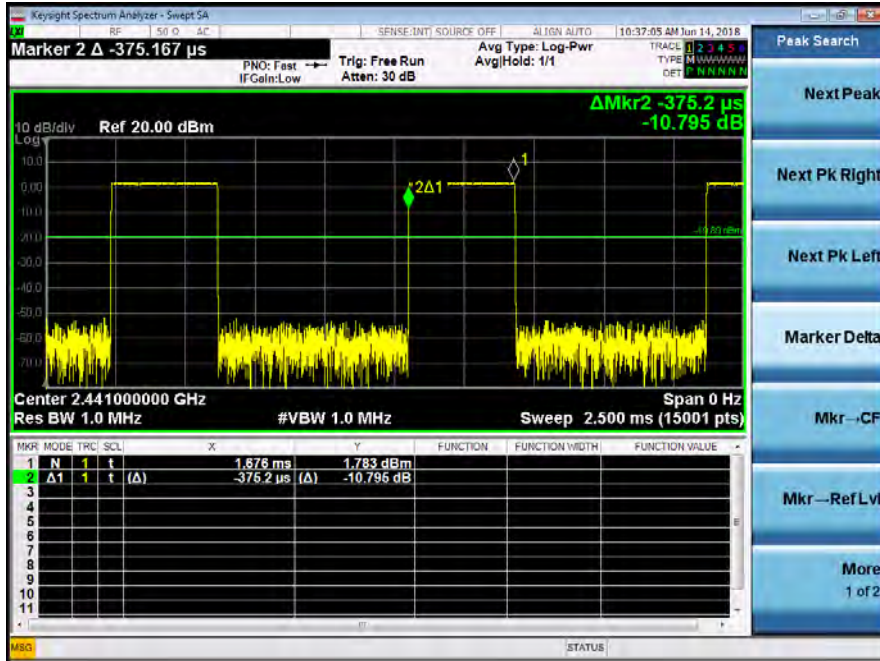 Keysight Spectrum Analyzer - Swept SA
RF 50 Ω AC SENSE:INT SOURCE OFF ALIGN AUTO 10:37:05 AM Jun 14, 2018
Marker 2 Δ -375.167 µs
PNO: Fast
IFGain:Low
Trig: Free Run
Atten: 30 dB
Avg Type: Log-Pwr
Avg|Hold: 1/1
TRACE 1 2 3 4 5 6
TYPE M W W W W W
DET P N N N N N
Peak Search
Next Peak
Next Pk Right
Next Pk Left
Marker Delta
Mkr→CF
Mkr→Ref Lvl
More
1 of 2
ΔMkr2 -375.2 µs
-10.795 dB
10 dB/div Ref 20.00 dBm
Log
10.0
0.00
-10.0
-20.0
-30.0
-40.0
-50.0
-60.0
-70.0
1
2Δ1
Center 2.441000000 GHz Span 0 Hz
Res BW 1.0 MHz #VBW 1.0 MHz Sweep 2.500 ms (15001 pts)
MKR MODE TRC SCL X Y FUNCTION FUNCTION WIDTH FUNCTION VALUE
1 N 1 t 1.676 ms 1.783 dBm
2 Δ1 1 t (Δ) -375.2 µs (Δ) -10.795 dB
3
4
5
6
7
8
9
10
11
MSG STATUS